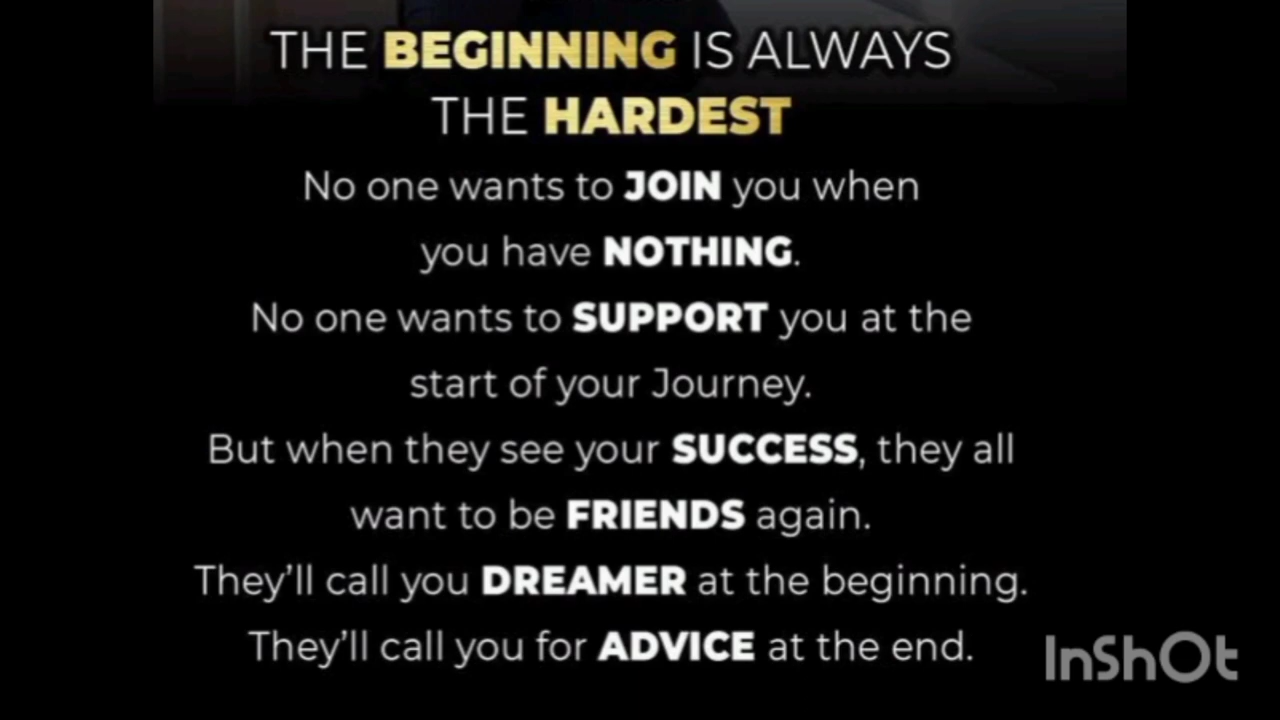 THE BEGINNING IS ALWAYS
THE HARDEST
No one wants to JOIN you when
you have NOTHING.
No one wants to SUPPORT you at the
start of your Journey.
But when they see your SUCCESS, they all
want to be FRIENDS again.
They'll call you DREAMER at the beginning.
They'll call you for ADVICE at the end.
InShOt